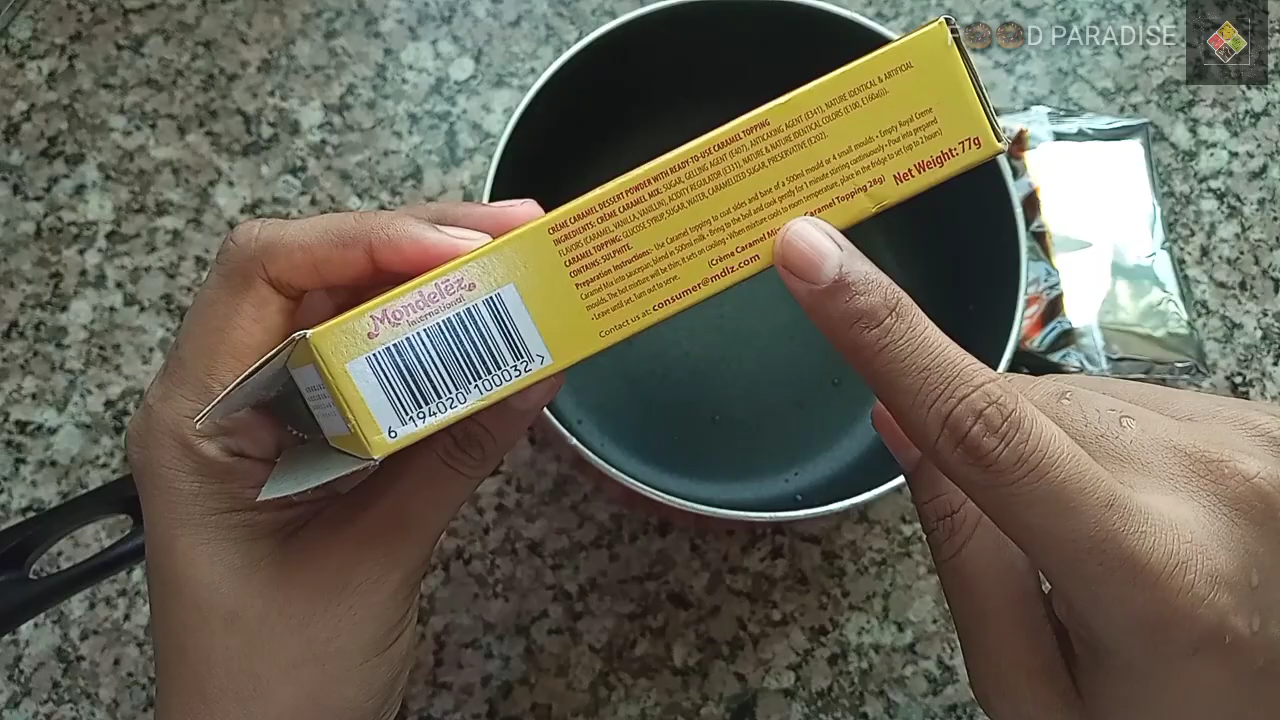 FOOD PARADISE
CRÈME CARAMEL DESSERT POWDER WITH READY-TO-USE CARAMEL TOPPING
INGREDIENTS: CRÈME CARAMEL MIX: SUGAR, GELLING AGENT (E407), ANTICAKING AGENT (E341), NATURE IDENTICAL & ARTIFICIAL
FLAVORS (CARAMEL, VANILLA, VANILLIN), ACIDITY REGULATOR (E331), NATURE & NATURE IDENTICAL COLORS (E100, E160a(i)).
CARAMEL TOPPING: GLUCOSE SYRUP, SUGAR, WATER, CARAMELISED SUGAR, PRESERVATIVE (E202).
CONTAINS: SULPHITE.
Preparation Instructions: Use Caramel topping to coat sides and base of a 500ml mould or 4 small moulds • Empty Royal Creme
Caramel Mix into saucepan, blend in 500ml milk • Bring to the boil and cook gently for 1 minute stirring continuously • Pour into prepared
moulds. The hot mixture will be thin; it sets on cooling • When mixture cools to room temperature, place in the fridge to set (up to 2 hours)
• Leave until set. Turn out to serve.
(Crème Caramel Mix Caramel Topping 28g) Net Weight: 77g
Contact us at: consumer@mdlz.com
Mondelēz
International
6 194020 100032 >